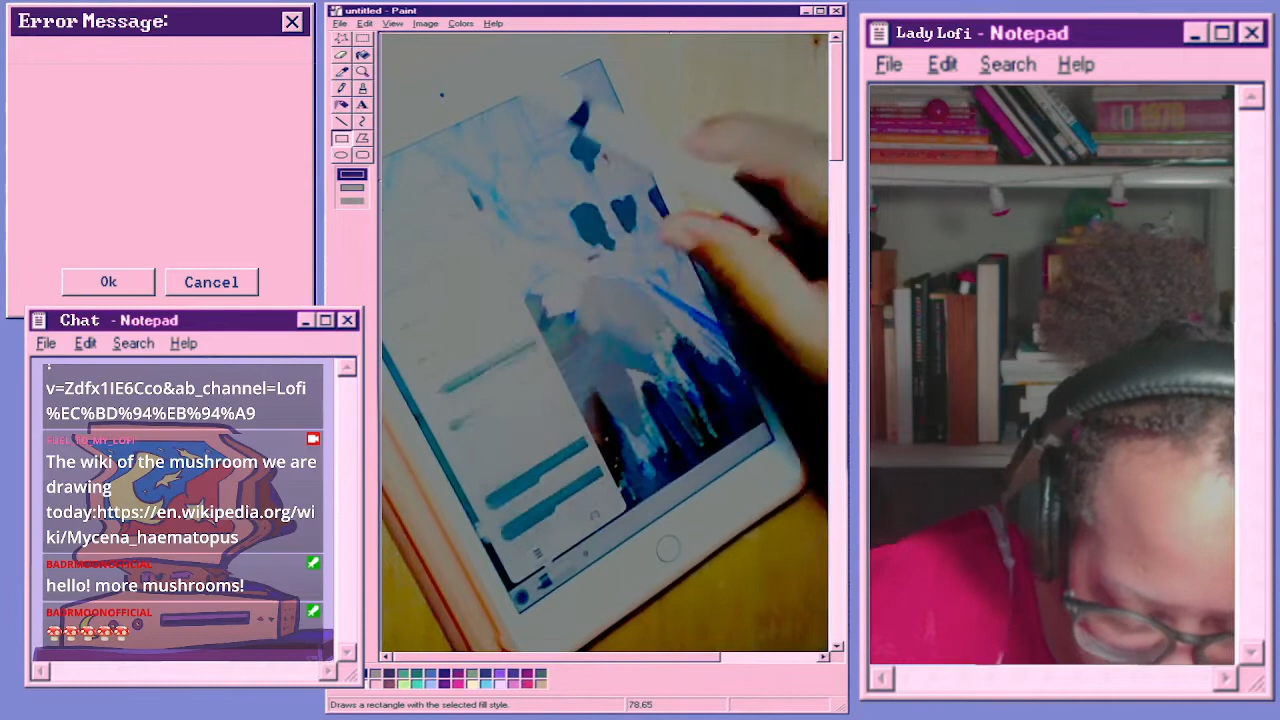 Error Message:
Ok
Cancel
untitled - Paint
File Edit View Image Colors Help
Draws a rectangle with the selected fill style.
78.65
Lady Lofi - Notepad
File Edit Search Help
Chat - Notepad
File Edit Search Help
v=Zdfx1IE6Cco&ab_channel=Lofi
%EC%BD%94%EB%94%A9
The wiki of the mushroom we are
drawing
today:https://en.wikipedia.org/wi
ki/Mycena_haematopus
BADRMOONOFFICIAL
hello! more mushrooms!
BADRMOONOFFICIAL